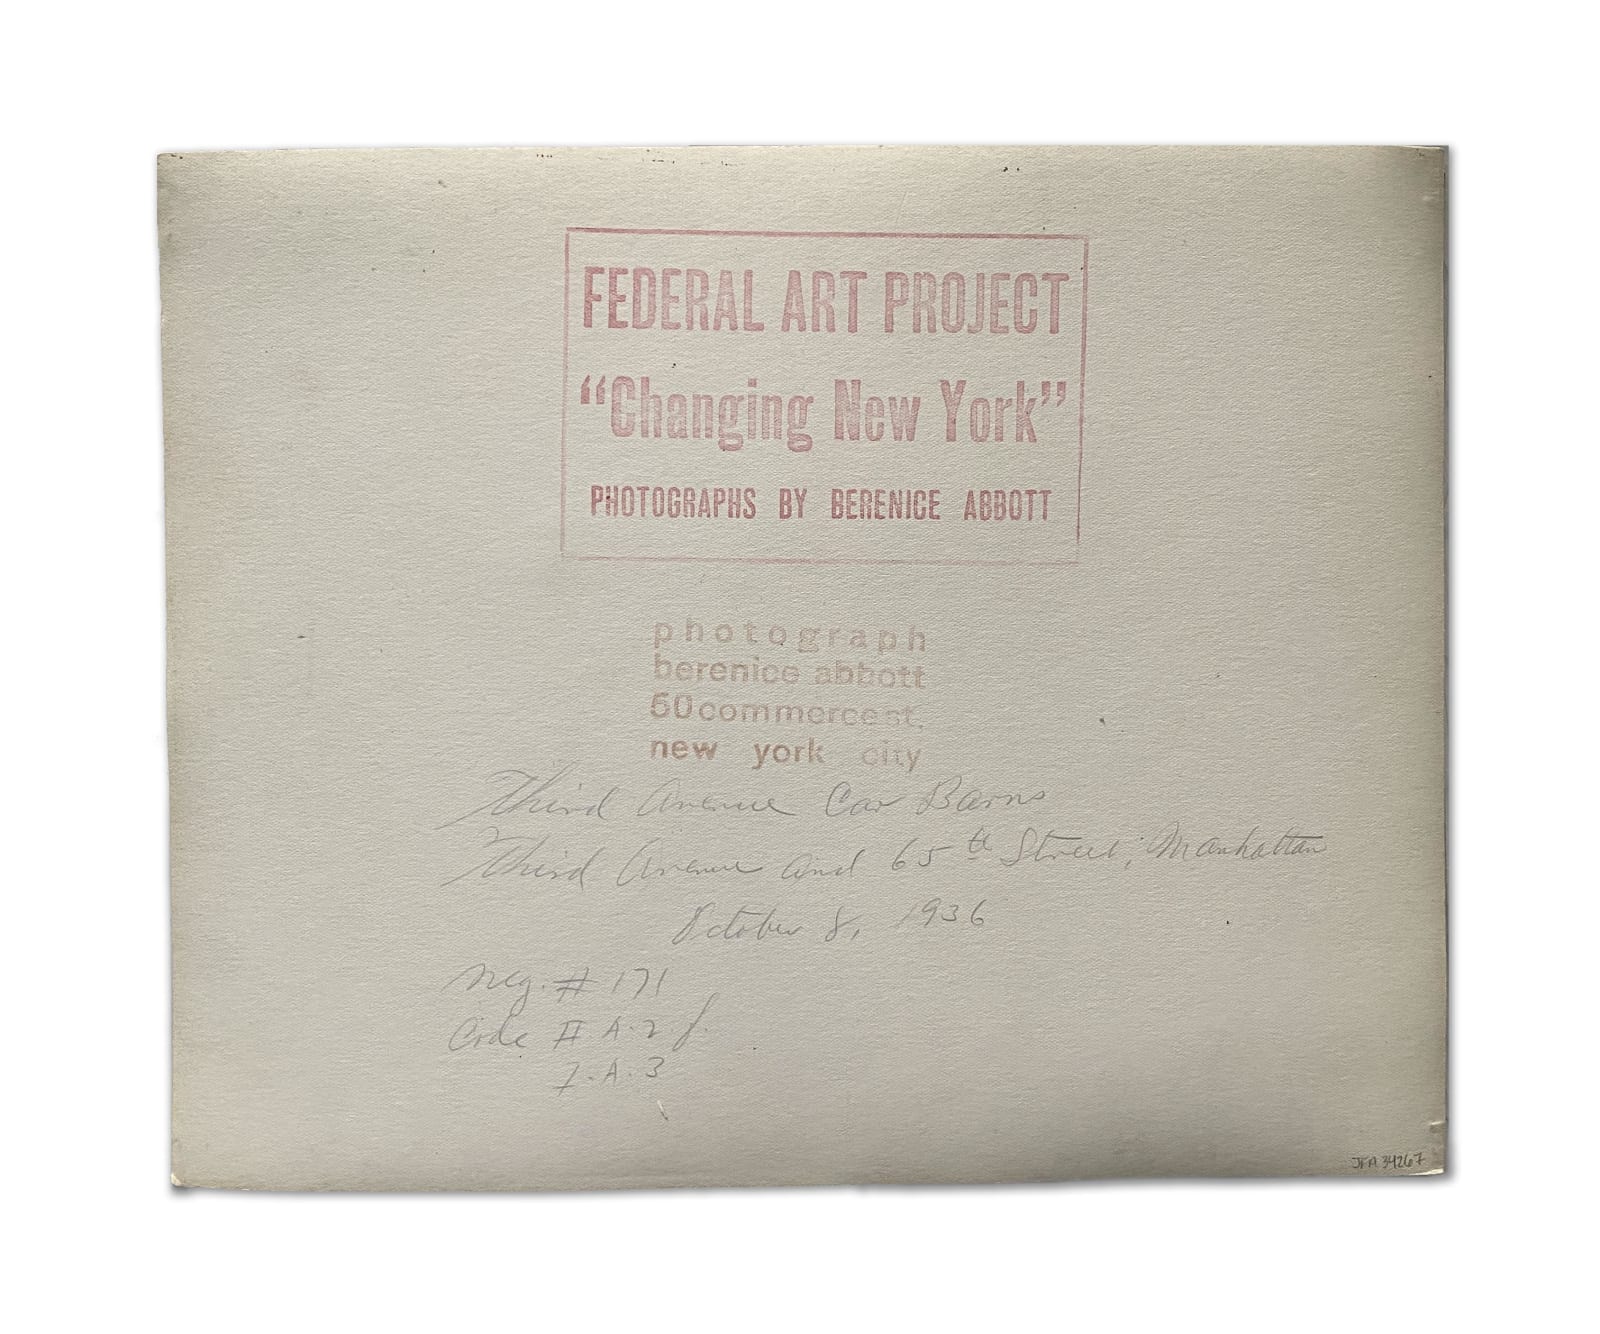 FEDERAL ART PROJECT
“Changing New York”
PHOTOGRAPHS BY BERENICE ABBOTT
photograph
berenice abbott
50 commerce st.
new york city
Third Avenue Car Barns
Third Avenue and 65th Street, Manhattan
October 8, 1936
Neg. # 171
Code II A.2 f.
I.A.3
JFA 34267